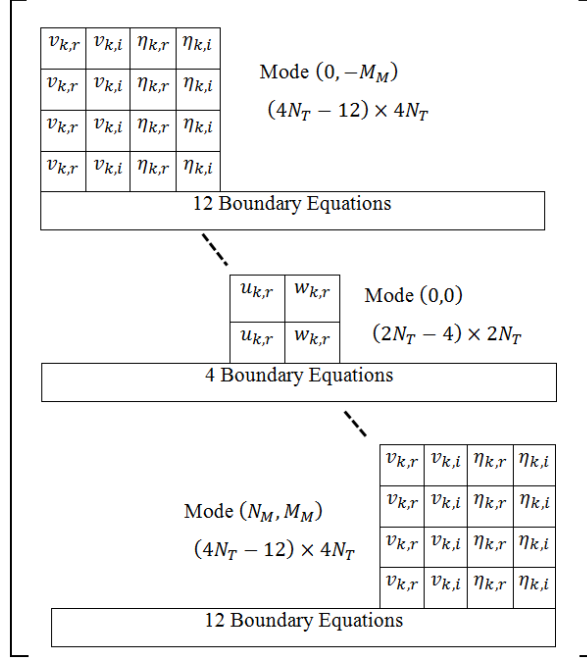 v_{k,r} v_{k,i} η_{k,r} η_{k,i}
v_{k,r} v_{k,i} η_{k,r} η_{k,i}
v_{k,r} v_{k,i} η_{k,r} η_{k,i}
v_{k,r} v_{k,i} η_{k,r} η_{k,i}
Mode (0, −M_M)
(4N_T − 12) × 4N_T
12 Boundary Equations
u_{k,r} w_{k,r}
u_{k,r} w_{k,r}
Mode (0,0)
(2N_T − 4) × 2N_T
4 Boundary Equations
v_{k,r} v_{k,i} η_{k,r} η_{k,i}
v_{k,r} v_{k,i} η_{k,r} η_{k,i}
v_{k,r} v_{k,i} η_{k,r} η_{k,i}
v_{k,r} v_{k,i} η_{k,r} η_{k,i}
Mode (N_M, M_M)
(4N_T − 12) × 4N_T
12 Boundary Equations